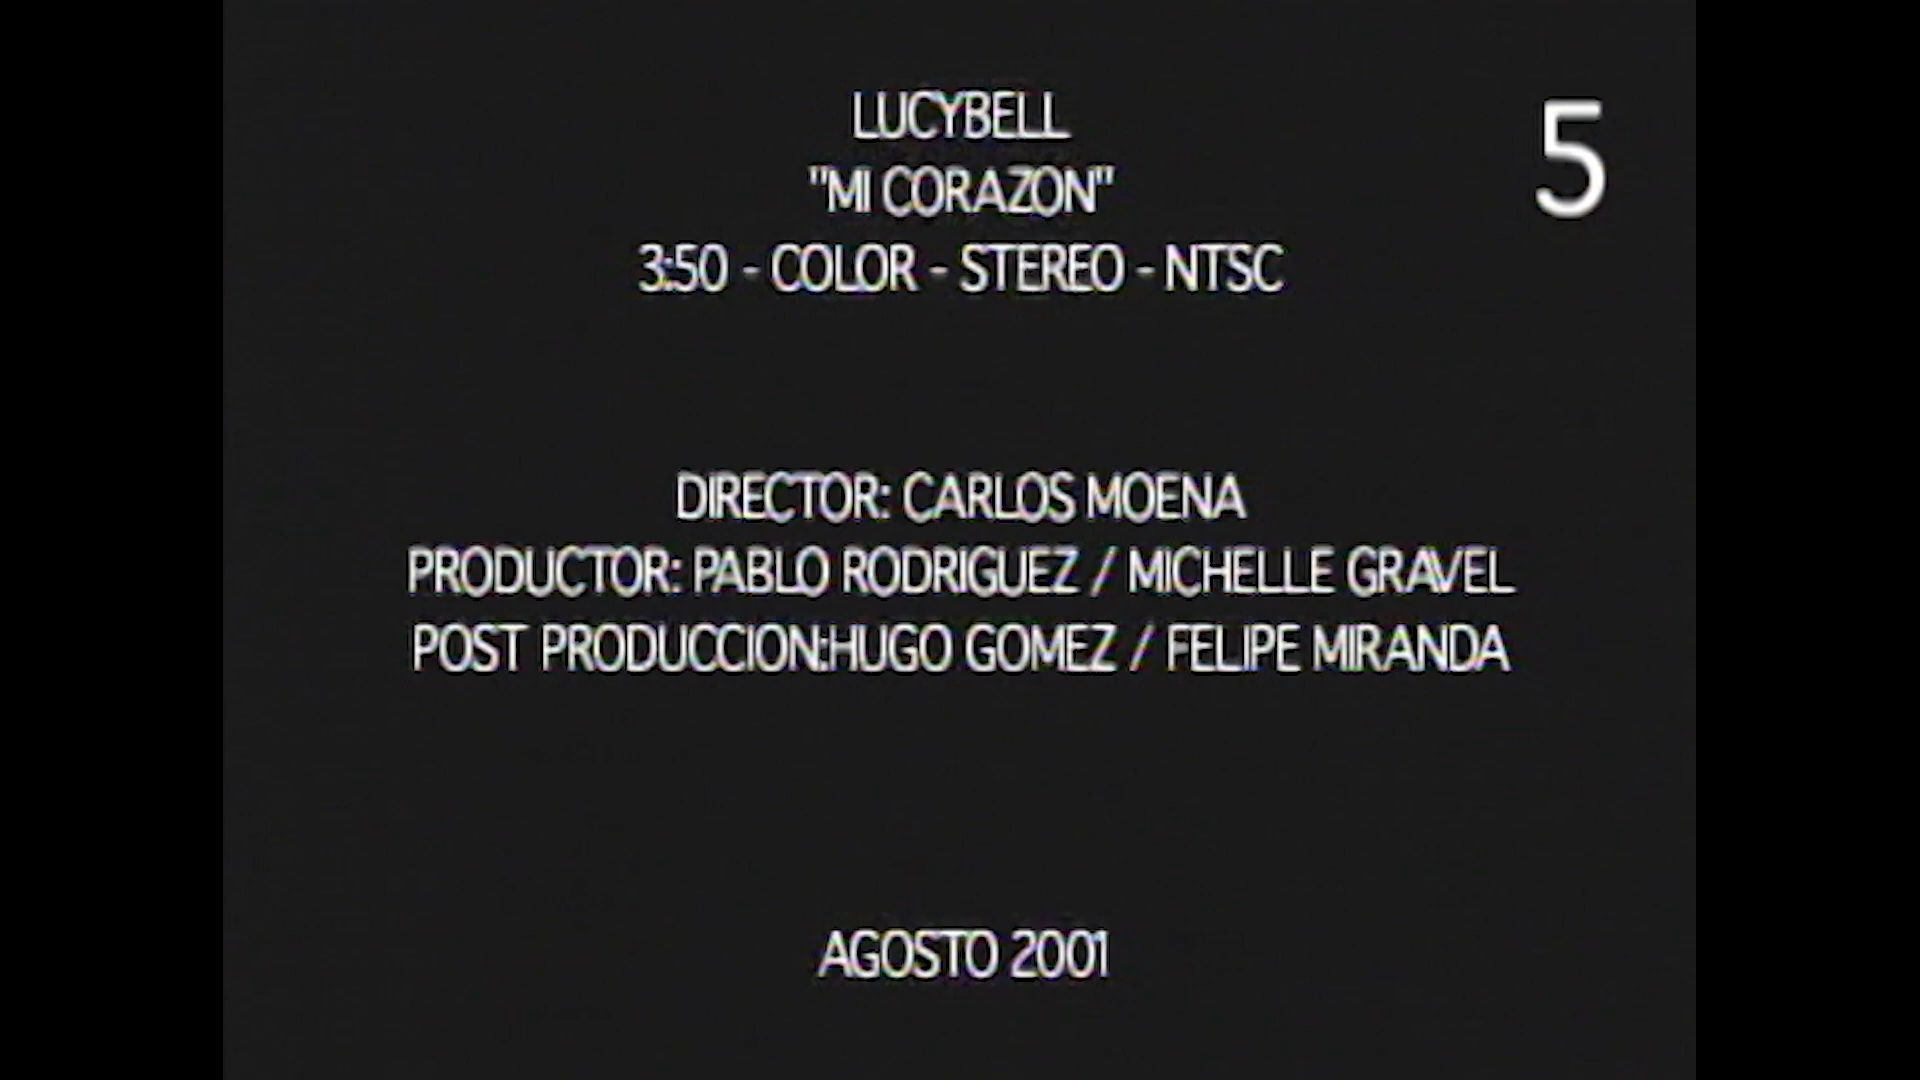 LUCYBELL
"MI CORAZON"
3:50 - COLOR - STEREO - NTSC
5
DIRECTOR: CARLOS MOENA
PRODUCTOR: PABLO RODRIGUEZ / MICHELLE GRAVEL
POST PRODUCCION:HUGO GOMEZ / FELIPE MIRANDA
AGOSTO 2001